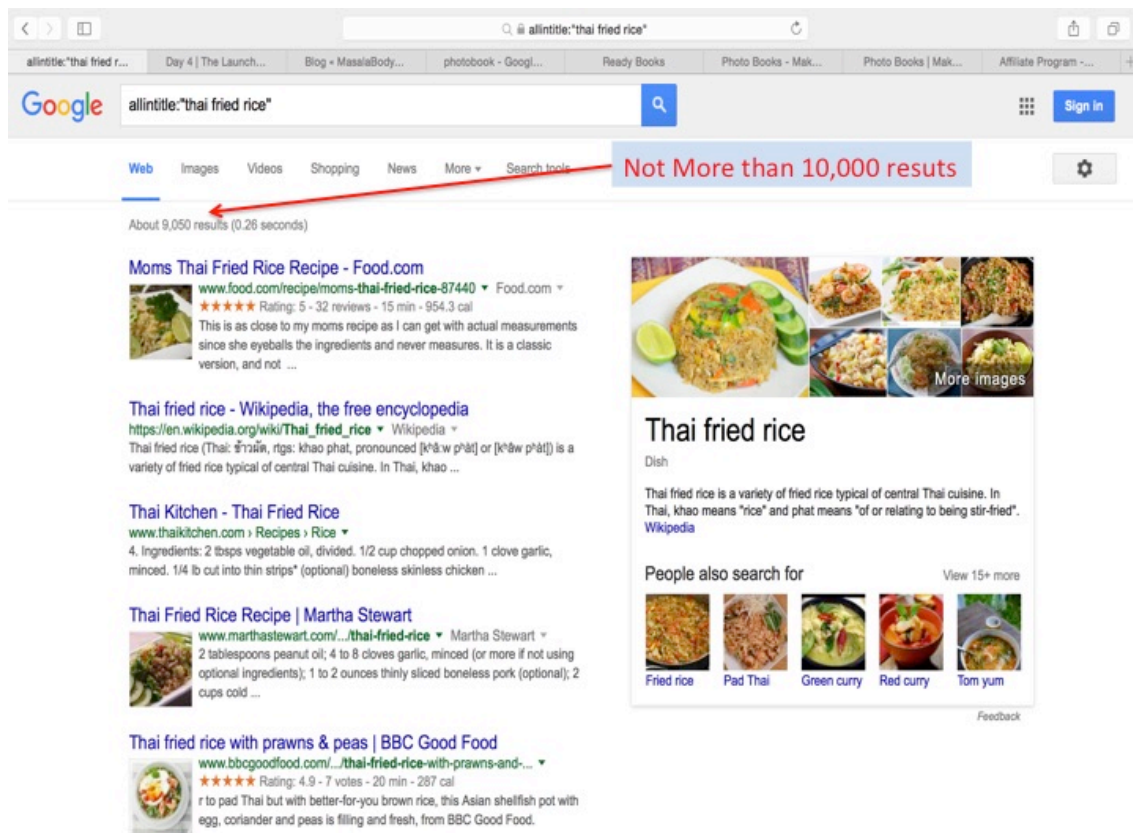 allintitle:"thai fried rice"
allintitle:"thai fried r...
Day 4 | The Launch...
Blog « MasalaBody...
photobook - Googl...
Ready Books
Photo Books - Mak...
Photo Books | Mak...
Affiliate Program -...
Google
allintitle:"thai fried rice"
Sign in
Web Images Videos Shopping News More Search tools
Not More than 10,000 resuts
About 9,050 results (0.26 seconds)
Moms Thai Fried Rice Recipe - Food.com
www.food.com/recipe/moms-thai-fried-rice-87440 Food.com
★★★★★ Rating: 5 - 32 reviews - 15 min - 954.3 cal
This is as close to my moms recipe as I can get with actual measurements
since she eyeballs the ingredients and never measures. It is a classic
version, and not ...
Thai fried rice - Wikipedia, the free encyclopedia
https://en.wikipedia.org/wiki/Thai_fried_rice Wikipedia
Thai fried rice (Thai: ข้าวผัด, rtgs: khao phat, pronounced [kʰâːw pʰàt] or [kʰâw pʰàt]) is a
variety of fried rice typical of central Thai cuisine. In Thai, khao ...
Thai Kitchen - Thai Fried Rice
www.thaikitchen.com › Recipes › Rice
4. Ingredients: 2 tbsps vegetable oil, divided. 1/2 cup chopped onion. 1 clove garlic,
minced. 1/4 lb cut into thin strips* (optional) boneless skinless chicken ...
Thai Fried Rice Recipe | Martha Stewart
www.marthastewart.com/.../thai-fried-rice Martha Stewart
2 tablespoons peanut oil; 4 to 8 cloves garlic, minced (or more if not using
optional ingredients); 1 to 2 ounces thinly sliced boneless pork (optional); 2
cups cold ...
Thai fried rice with prawns & peas | BBC Good Food
www.bbcgoodfood.com/.../thai-fried-rice-with-prawns-and-...
★★★★★ Rating: 4.9 - 7 votes - 20 min - 287 cal
r to pad Thai but with better-for-you brown rice, this Asian shellfish pot with
egg, coriander and peas is filling and fresh, from BBC Good Food.
More images
Thai fried rice
Dish
Thai fried rice is a variety of fried rice typical of central Thai cuisine. In
Thai, khao means "rice" and phat means "of or relating to being stir-fried".
Wikipedia
People also search for
View 15+ more
Fried rice
Pad Thai
Green curry
Red curry
Tom yum
Feedback